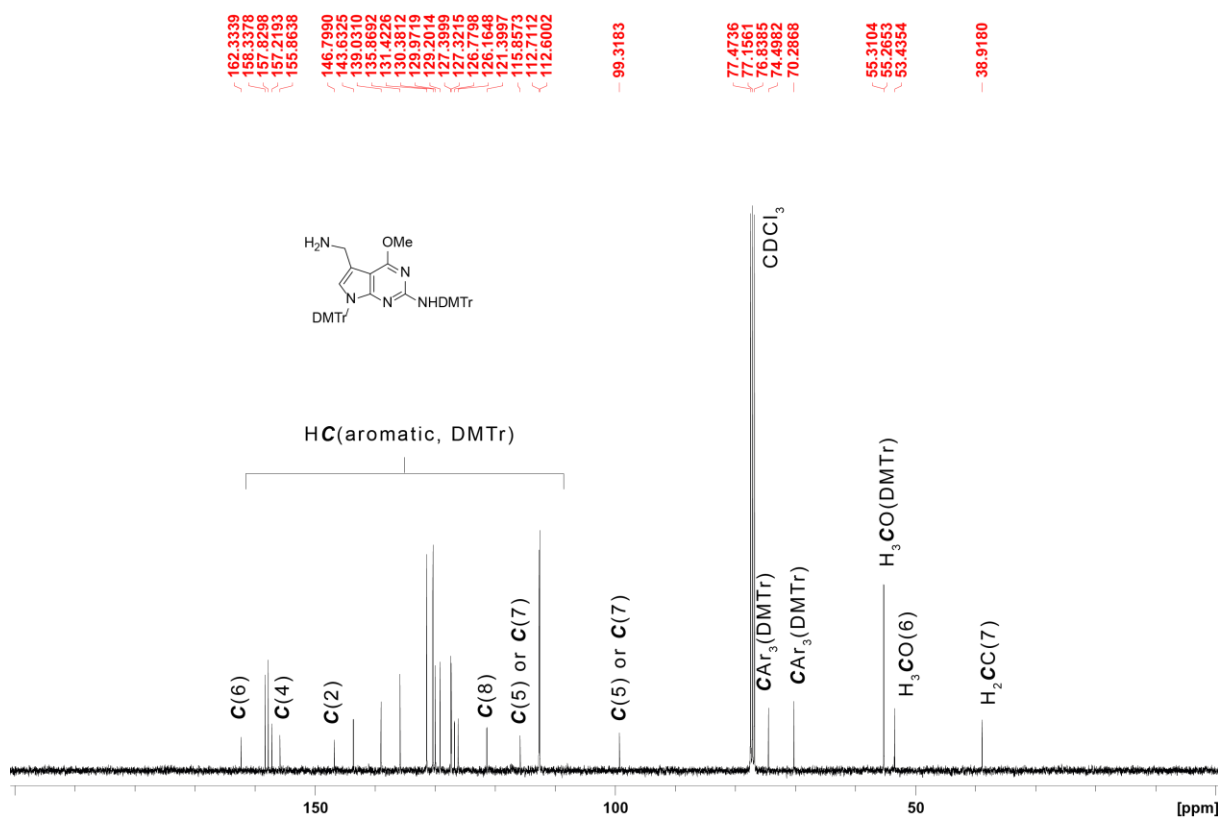 162.3339
158.3378
157.8298
157.2193
155.8638
146.7990
143.6325
139.0310
135.8692
131.4226
130.3812
129.9719
129.2014
127.3999
127.3215
126.7798
126.1648
121.3997
115.8573
112.7112
112.6002
99.3183
77.4736
77.1561
76.8385
74.4982
70.2868
55.3104
55.2653
53.4354
38.9180
H₂N
OMe
N
N
N
NHDMTr
DMTr
CDCl₃
HC(aromatic, DMTr)
C(6)
C(4)
C(2)
C(8)
C(5) or C(7)
C(5) or C(7)
CAr₃(DMTr)
CAr₃(DMTr)
H₃CO(DMTr)
H₃CO(6)
H₂CC(7)
150
100
50
[ppm]